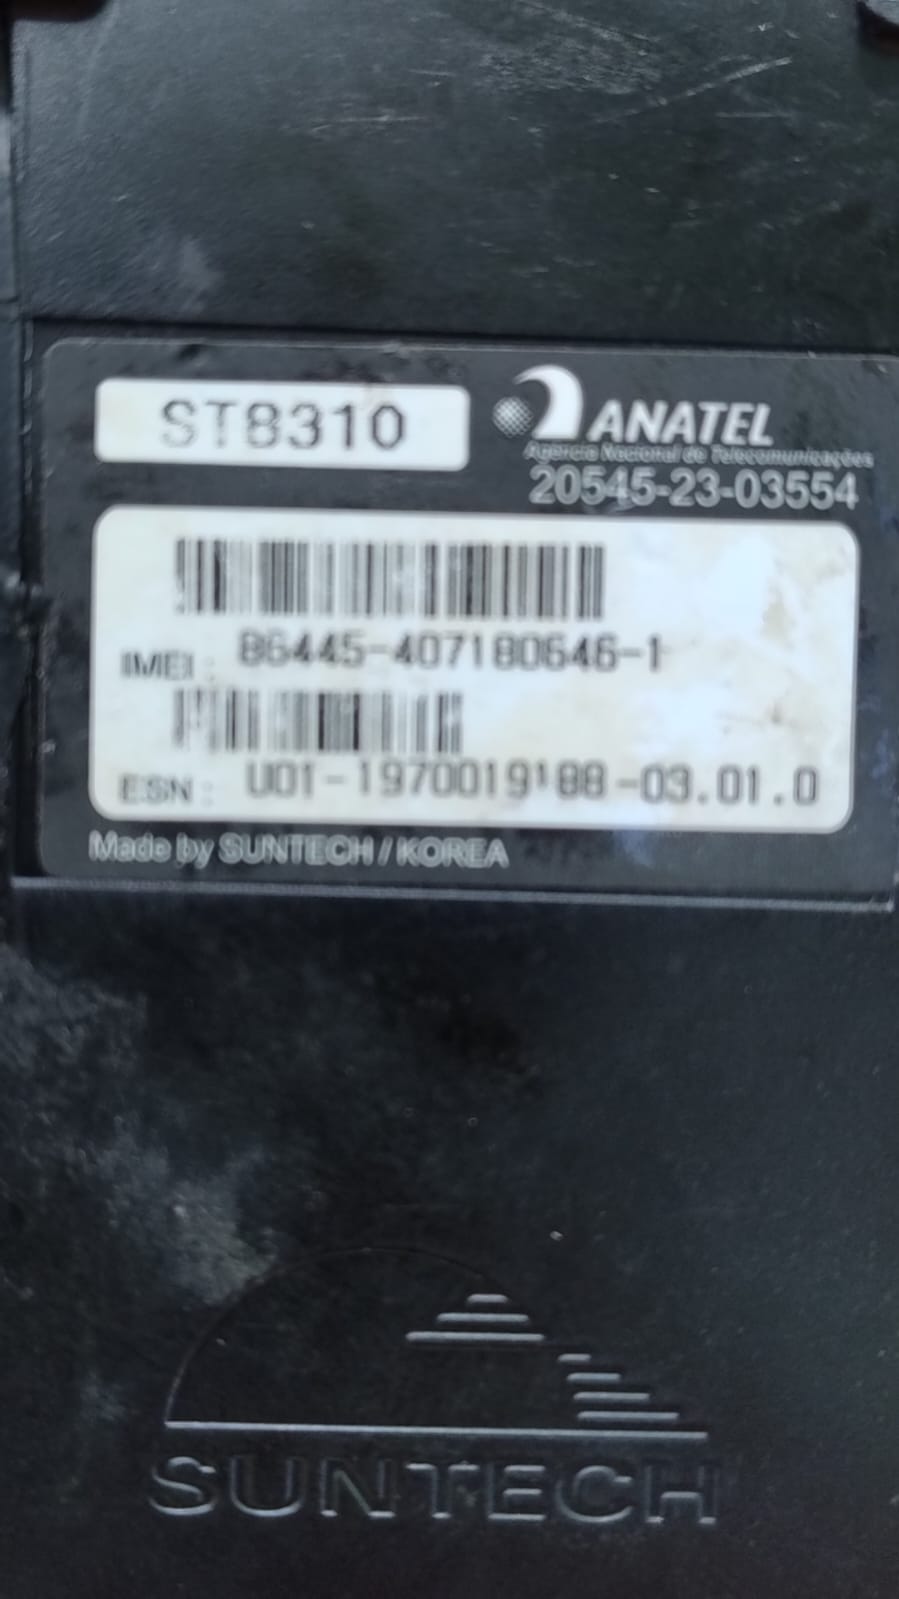 ST8310
ANATEL
Agencia Nacional de Telecomunicações
20545-23-03554
IMEI: 86445-407180646-1
ESN: U01-1970019188-03.01.0
Made by SUNTECH / KOREA
SUNTECH